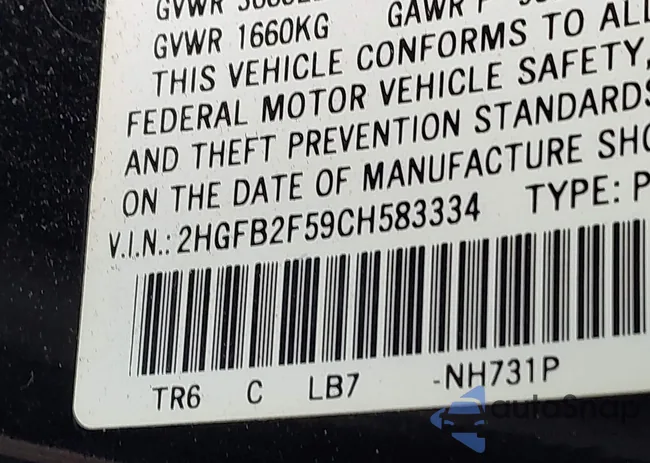 GVWR 1660KG GAWR F
THIS VEHICLE CONFORMS TO ALL
FEDERAL MOTOR VEHICLE SAFETY,
AND THEFT PREVENTION STANDARDS
ON THE DATE OF MANUFACTURE SHO
V.I.N.: 2HGFB2F59CH583334 TYPE: P
TR6 C LB7 -NH731P
autoSnap